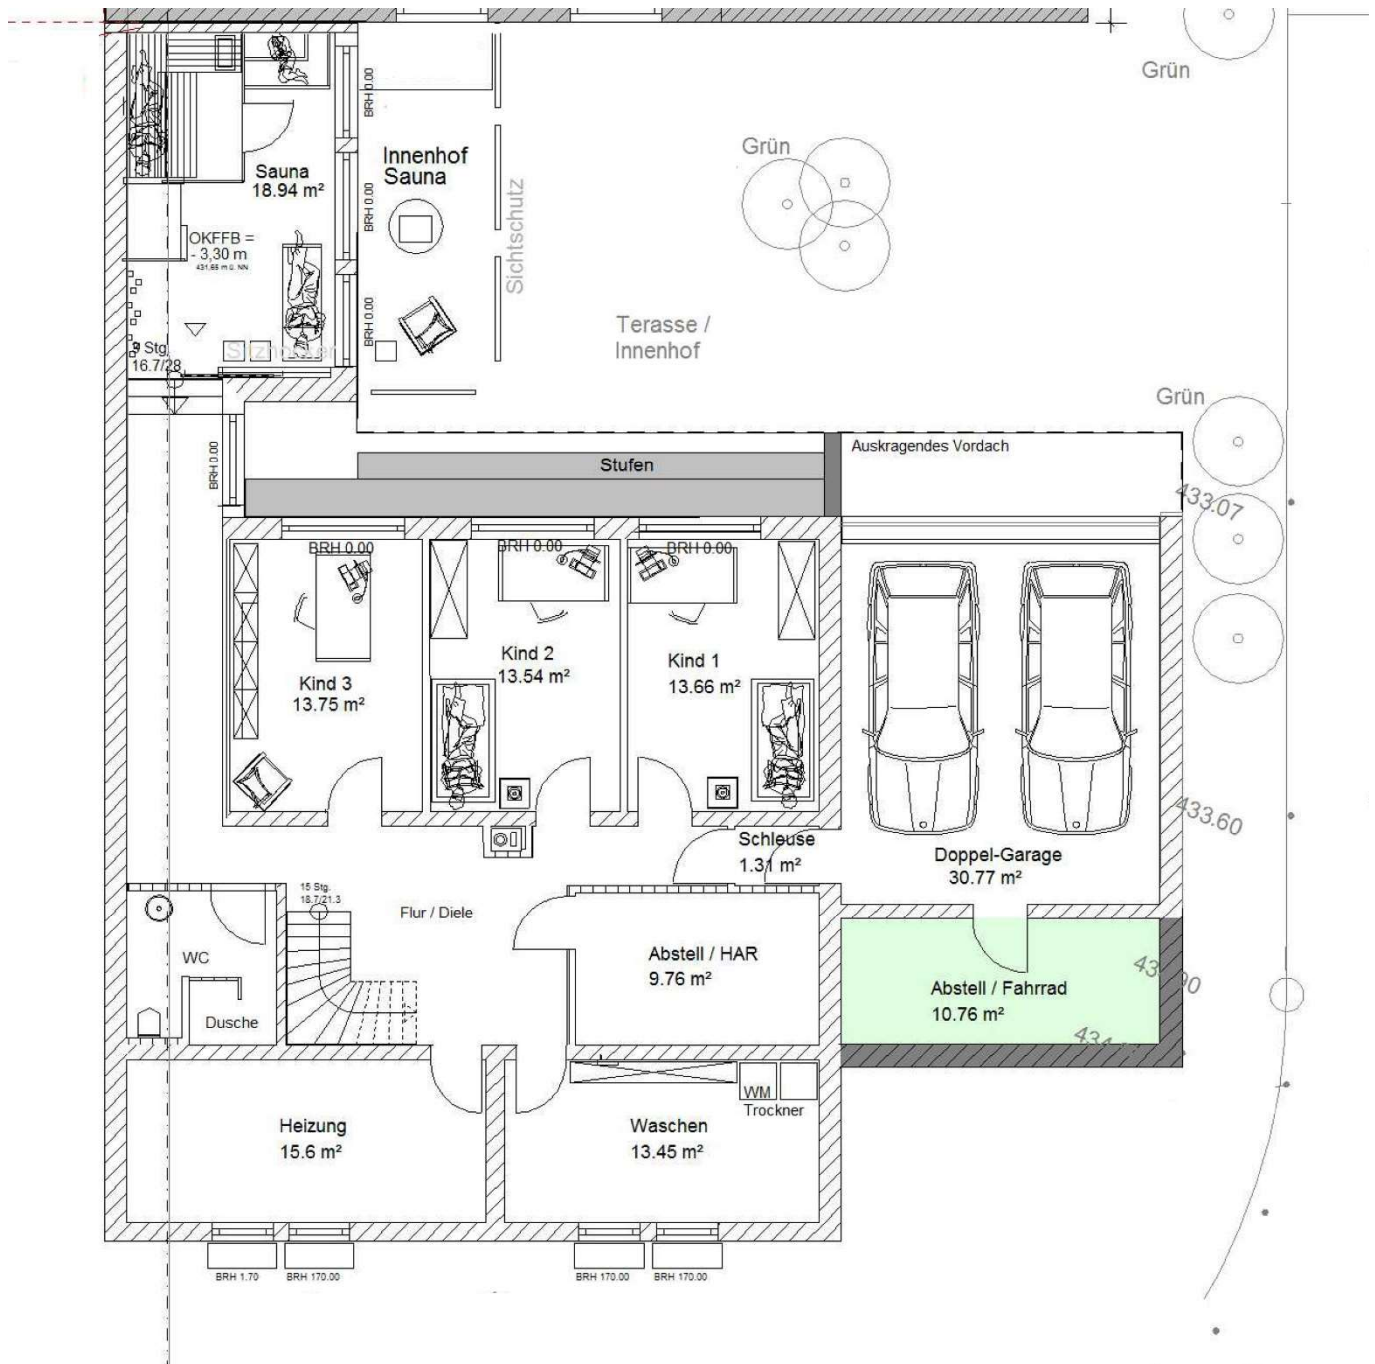 Grün
BRH 0.00
Innenhof
Sauna
Grün
Sauna
18.94 m²
BRH 0.00
Sichtschutz
OKFFB =
- 3,30 m
431,66 m ü. NN
BRH 0.00
Terasse /
Innenhof
Stg.
16.7/28
Sitzhocker
Grün
BRH 0.00
Stufen
Auskragendes Vordach
433.07
BRH 0.00
BRH 0.00
BRH 0.00
Kind 3
13.75 m²
Kind 2
13.54 m²
Kind 1
13.66 m²
433.60
Schleuse
1.31 m²
Doppel-Garage
30.77 m²
15 Stg.
18.7/21.3
Flur / Diele
WC
Dusche
Abstell / HAR
9.76 m²
Abstell / Fahrrad
10.76 m²
WM
Trockner
Heizung
15.6 m²
Waschen
13.45 m²
BRH 1.70
BRH 170.00
BRH 170.00
BRH 170.00